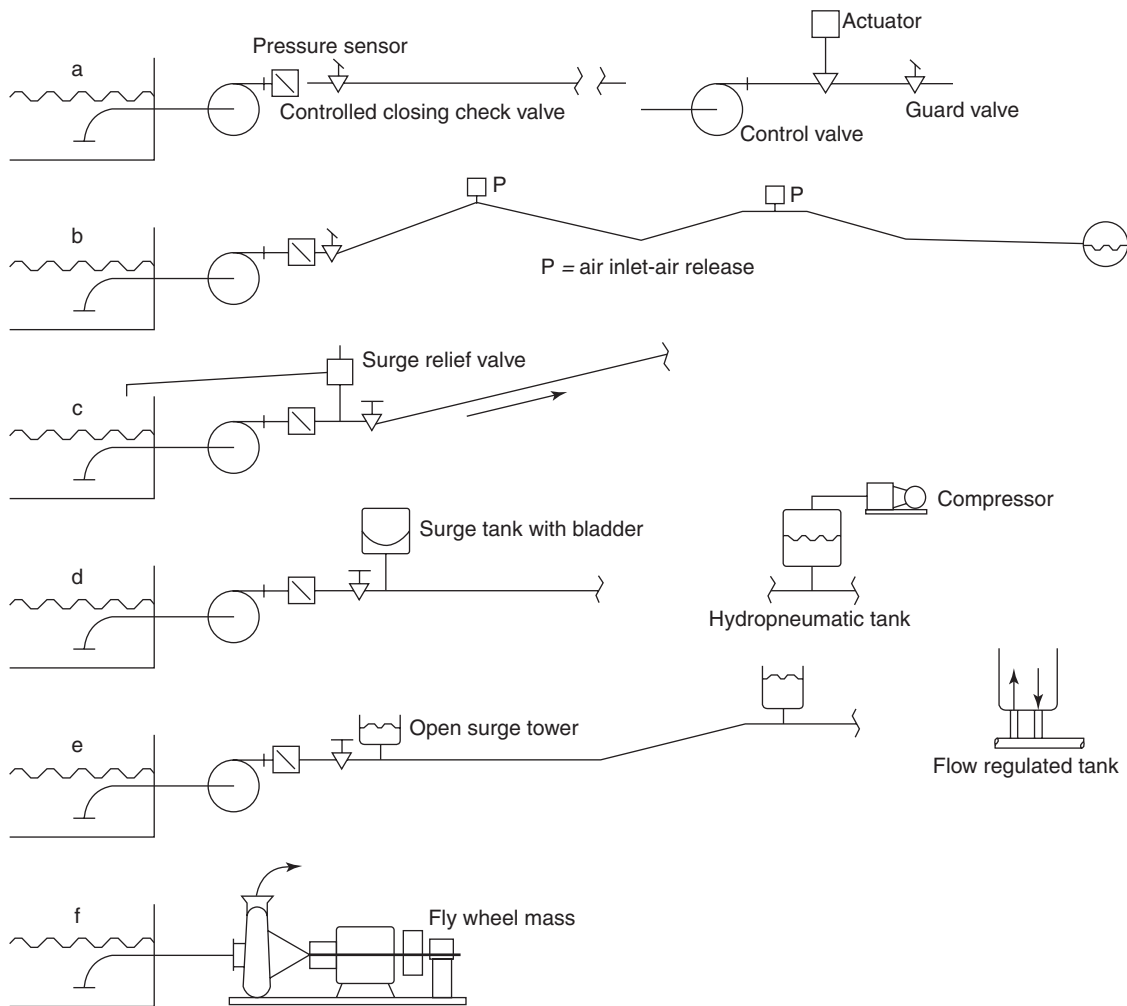 Actuator
Pressure sensor
a
Controlled closing check valve
Control valve
Guard valve
P
P
b
P = air inlet-air release
Surge relief valve
c
Compressor
Surge tank with bladder
d
Hydropneumatic tank
Open surge tower
e
Flow regulated tank
f
Fly wheel mass